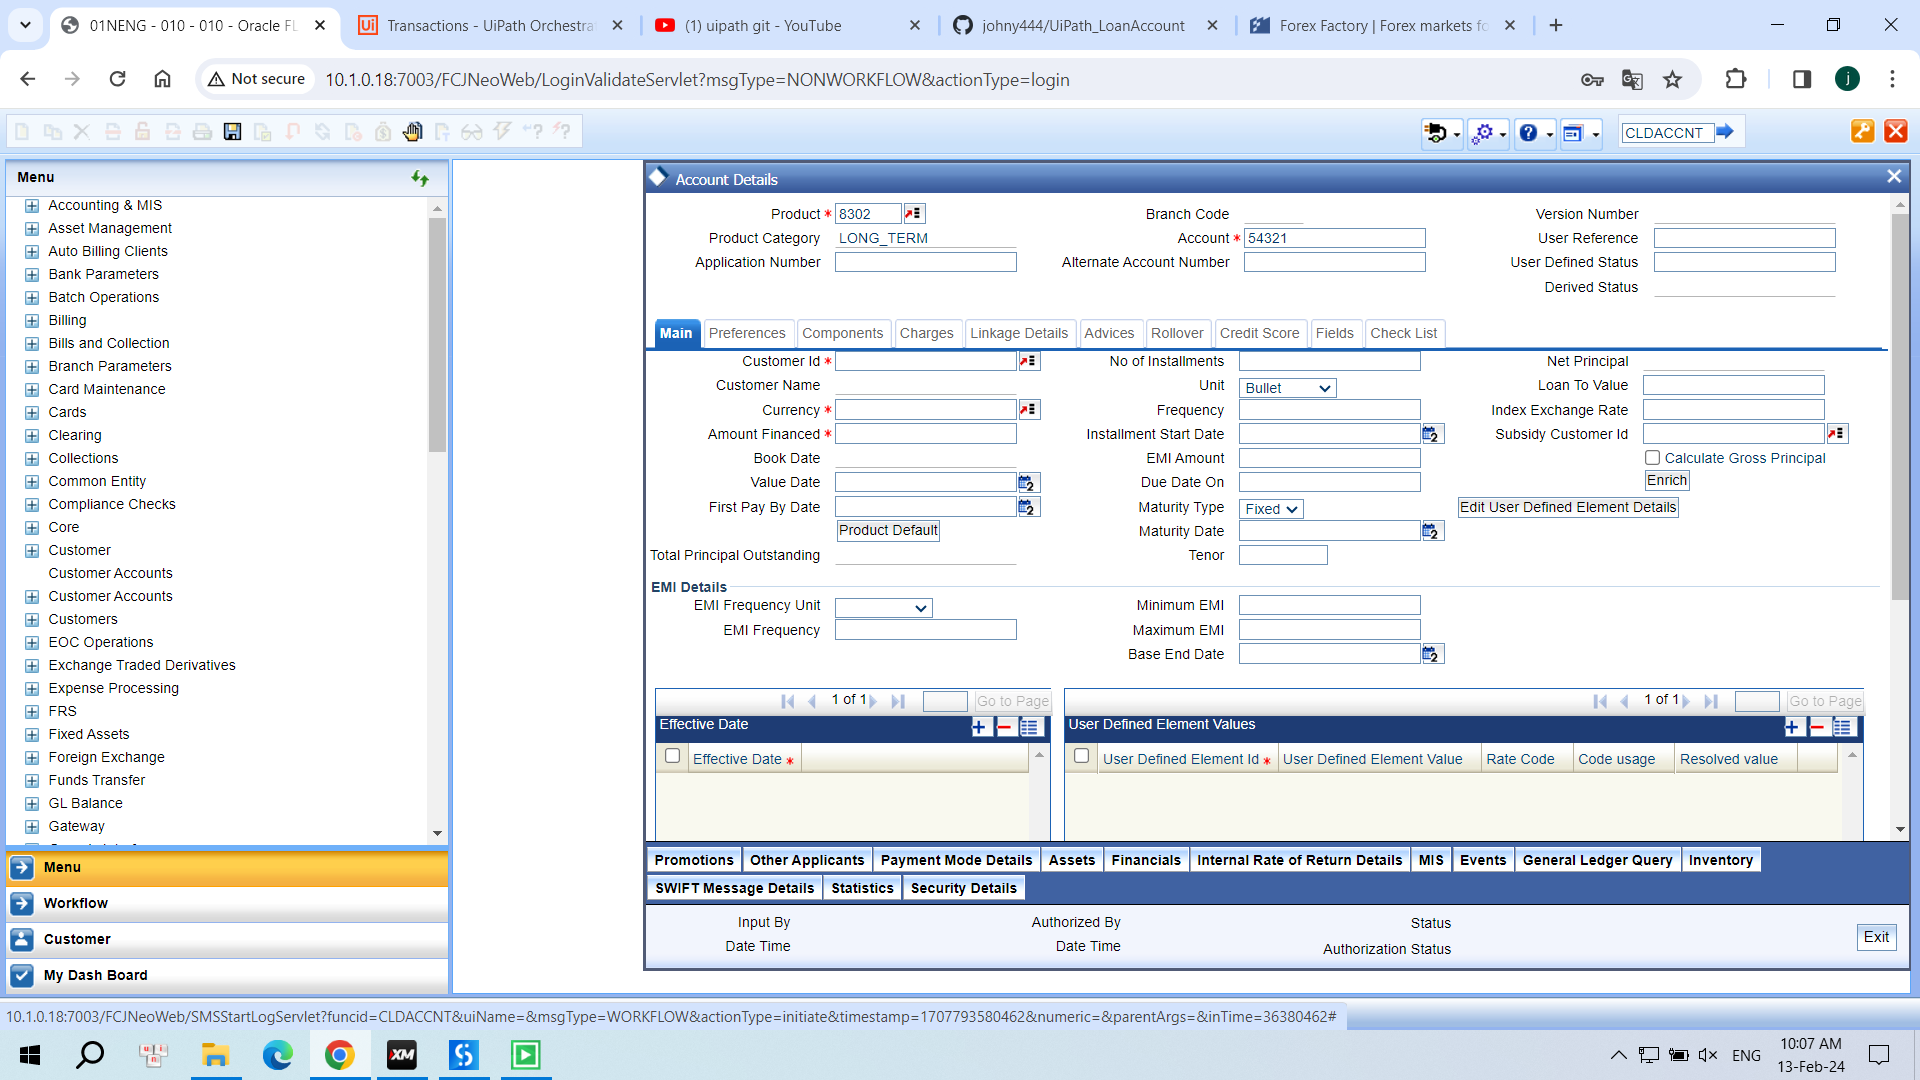 01NENG - 010 - 010 - Oracle FL
Transactions - UiPath Orchestra
(1) uipath git - YouTube
johny444/UiPath_LoanAccount
Forex Factory | Forex markets fo
Not secure
10.1.0.18:7003/FCJNeoWeb/LoginValidateServlet?msgType=NONWORKFLOW&actionType=login
j
CLDACCNT
Menu
Accounting & MIS
Asset Management
Auto Billing Clients
Bank Parameters
Batch Operations
Billing
Bills and Collection
Branch Parameters
Card Maintenance
Cards
Clearing
Collections
Common Entity
Compliance Checks
Core
Customer
Customer Accounts
Customer Accounts
Customers
EOC Operations
Exchange Traded Derivatives
Expense Processing
FRS
Fixed Assets
Foreign Exchange
Funds Transfer
GL Balance
Gateway
Menu
Workflow
Customer
My Dash Board
Account Details
Product * 8302
Branch Code
Version Number
Product Category LONG_TERM
Account * 54321
User Reference
Application Number
Alternate Account Number
User Defined Status
Derived Status
Main Preferences Components Charges Linkage Details Advices Rollover Credit Score Fields Check List
Customer Id *
No of Installments
Net Principal
Customer Name
Unit Bullet
Loan To Value
Currency *
Frequency
Index Exchange Rate
Amount Financed *
Installment Start Date
Subsidy Customer Id
Book Date
EMI Amount
Calculate Gross Principal
Value Date
Due Date On
Enrich
First Pay By Date
Maturity Type Fixed
Edit User Defined Element Details
Product Default
Maturity Date
Total Principal Outstanding
Tenor
EMI Details
EMI Frequency Unit
Minimum EMI
EMI Frequency
Maximum EMI
Base End Date
1 of 1 Go to Page
1 of 1 Go to Page
Effective Date
User Defined Element Values
Effective Date *
User Defined Element Id * User Defined Element Value Rate Code Code usage Resolved value
Promotions Other Applicants Payment Mode Details Assets Financials Internal Rate of Return Details MIS Events General Ledger Query Inventory
SWIFT Message Details Statistics Security Details
Input By
Authorized By
Status
Date Time
Date Time
Authorization Status
Exit
10.1.0.18:7003/FCJNeoWeb/SMSStartLogServlet?funcid=CLDACCNT&uiName=&msgType=WORKFLOW&actionType=initiate&timestamp=1707793580462&numeric=&parentArgs=&inTime=36380462#
XM
ENG
10:07 AM
13-Feb-24